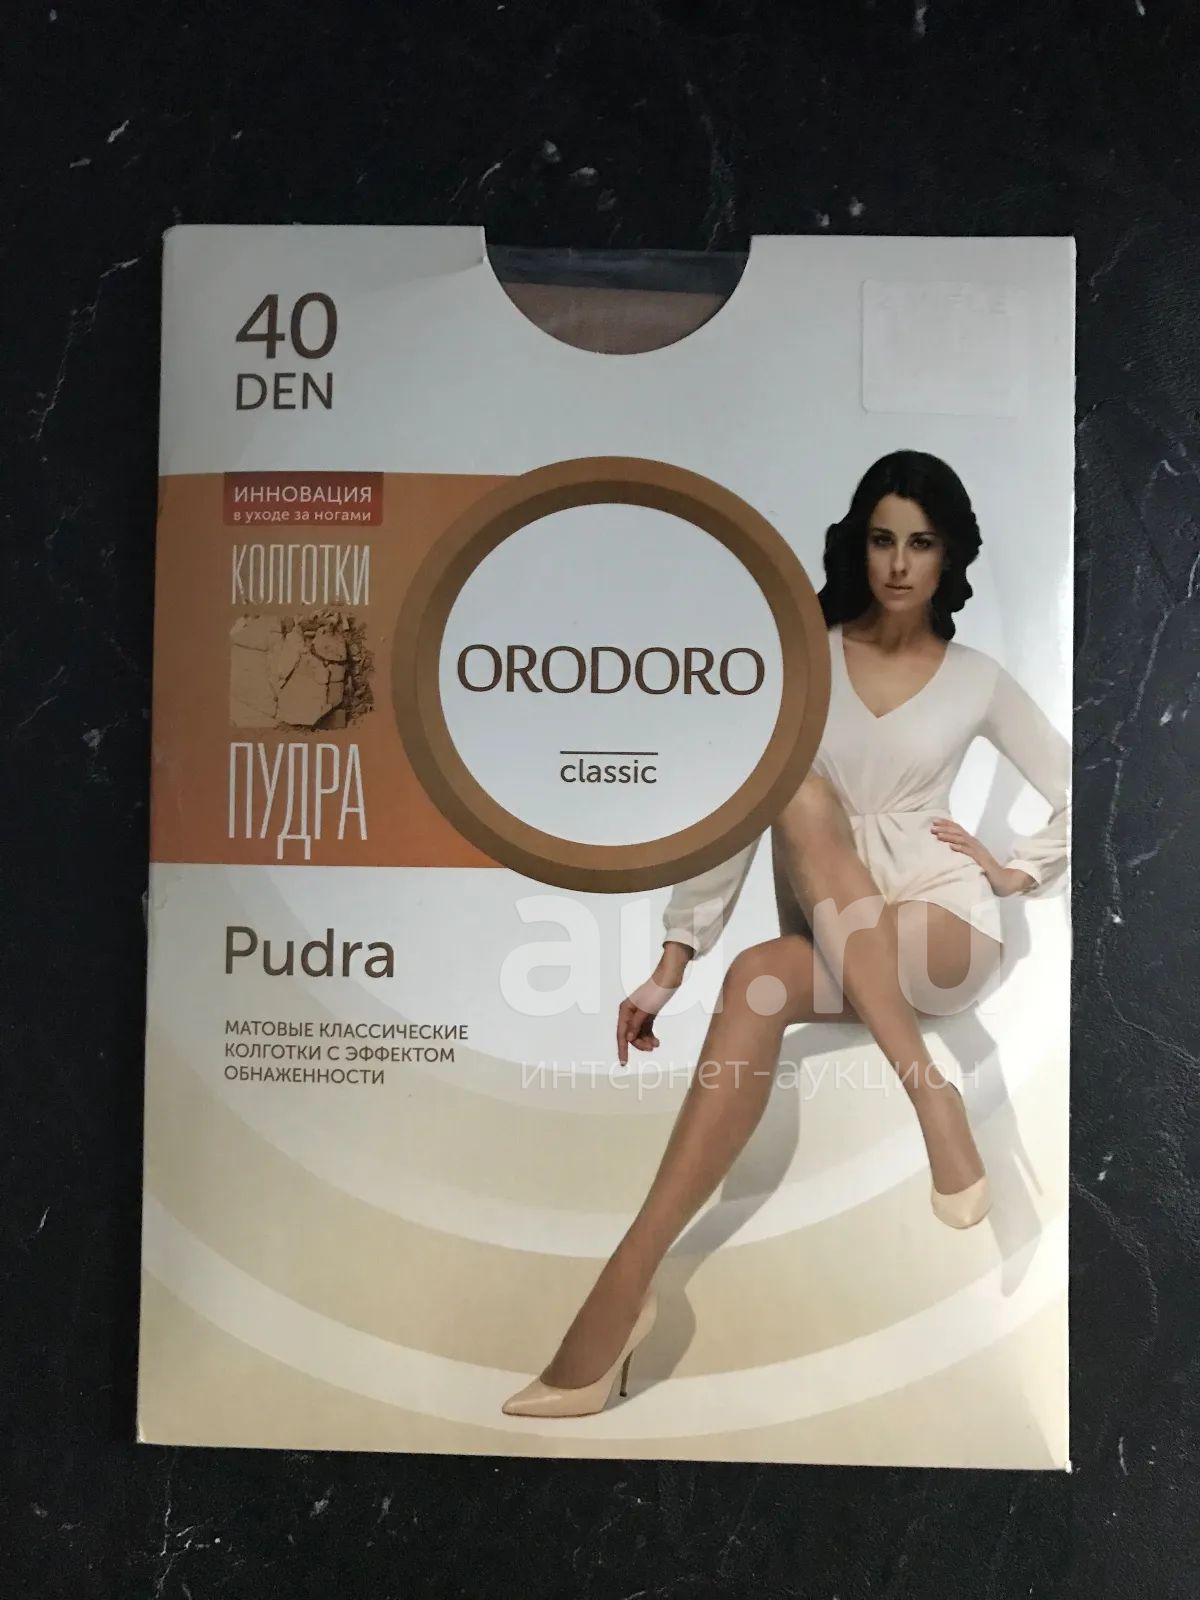 40
DEN
ИННОВАЦИЯ
в уходе за ногами
КОЛГОТКИ
ПУДРА
ORODORO
classic
Pudra
МАТОВЫЕ КЛАССИЧЕСКИЕ
КОЛГОТКИ С ЭФФЕКТОМ
ОБНАЖЕННОСТИ
au.ru
интернет-аукцион